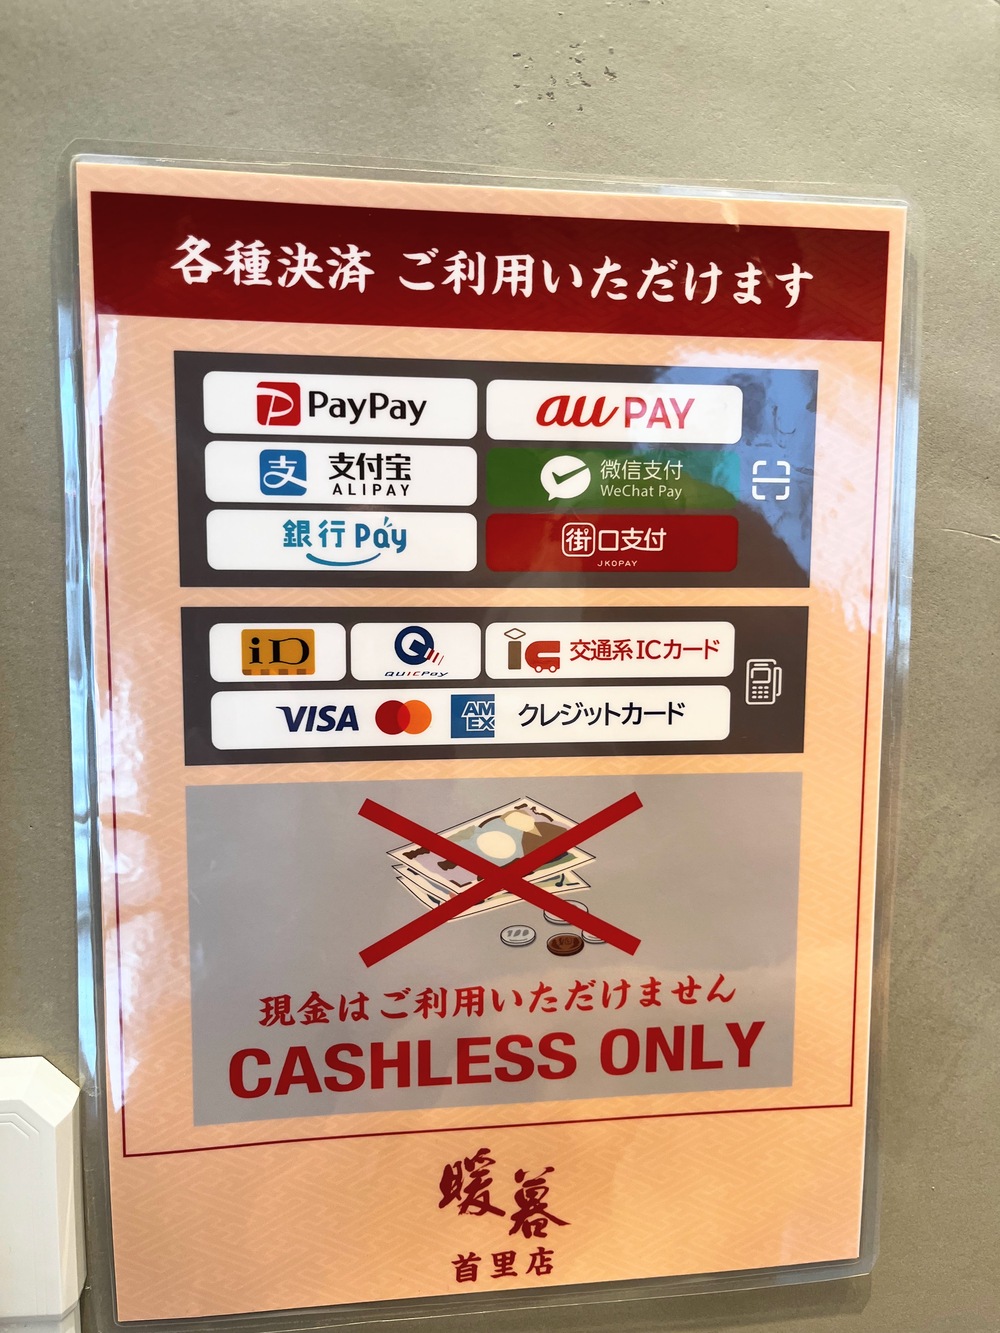 各種決済 ご利用いただけます
PayPay
au PAY
支付宝
ALIPAY
微信支付
WeChat Pay
銀行Pay
街口支付
JKOPAY
iD
QUICPay
交通系ICカード
VISA
AM
EX
クレジットカード
100
現金はご利用いただけません
CASHLESS ONLY
暖暮
首里店